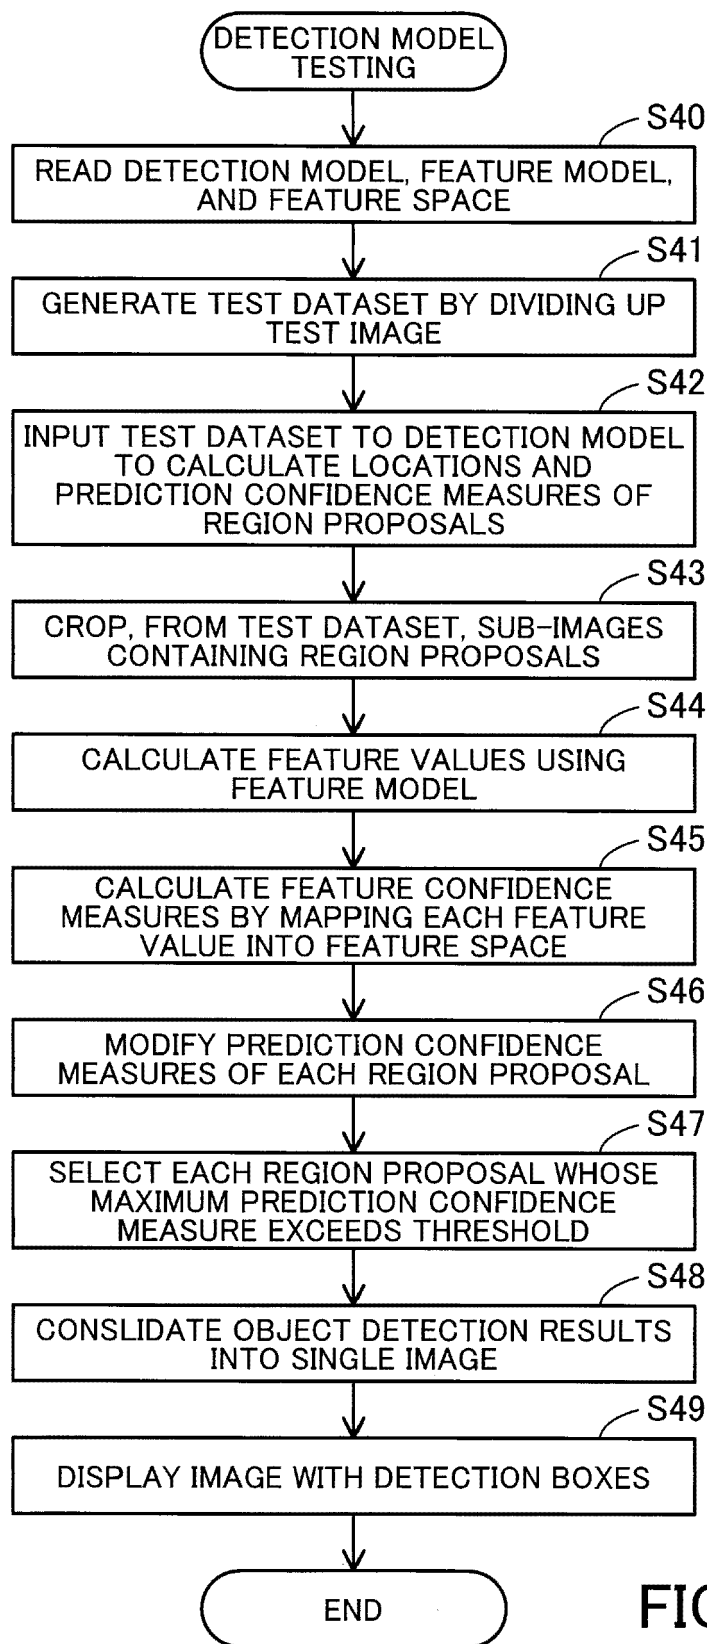 DETECTION MODEL
TESTING
S40
READ DETECTION MODEL, FEATURE MODEL,
AND FEATURE SPACE
S41
GENERATE TEST DATASET BY DIVIDING UP
TEST IMAGE
S42
INPUT TEST DATASET TO DETECTION MODEL
TO CALCULATE LOCATIONS AND
PREDICTION CONFIDENCE MEASURES OF
REGION PROPOSALS
S43
CROP, FROM TEST DATASET, SUB-IMAGES
CONTAINING REGION PROPOSALS
S44
CALCULATE FEATURE VALUES USING
FEATURE MODEL
S45
CALCULATE FEATURE CONFIDENCE
MEASURES BY MAPPING EACH FEATURE
VALUE INTO FEATURE SPACE
S46
MODIFY PREDICTION CONFIDENCE
MEASURES OF EACH REGION PROPOSAL
S47
SELECT EACH REGION PROPOSAL WHOSE
MAXIMUM PREDICTION CONFIDENCE
MEASURE EXCEEDS THRESHOLD
S48
CONSLIDATE OBJECT DETECTION RESULTS
INTO SINGLE IMAGE
S49
DISPLAY IMAGE WITH DETECTION BOXES
END